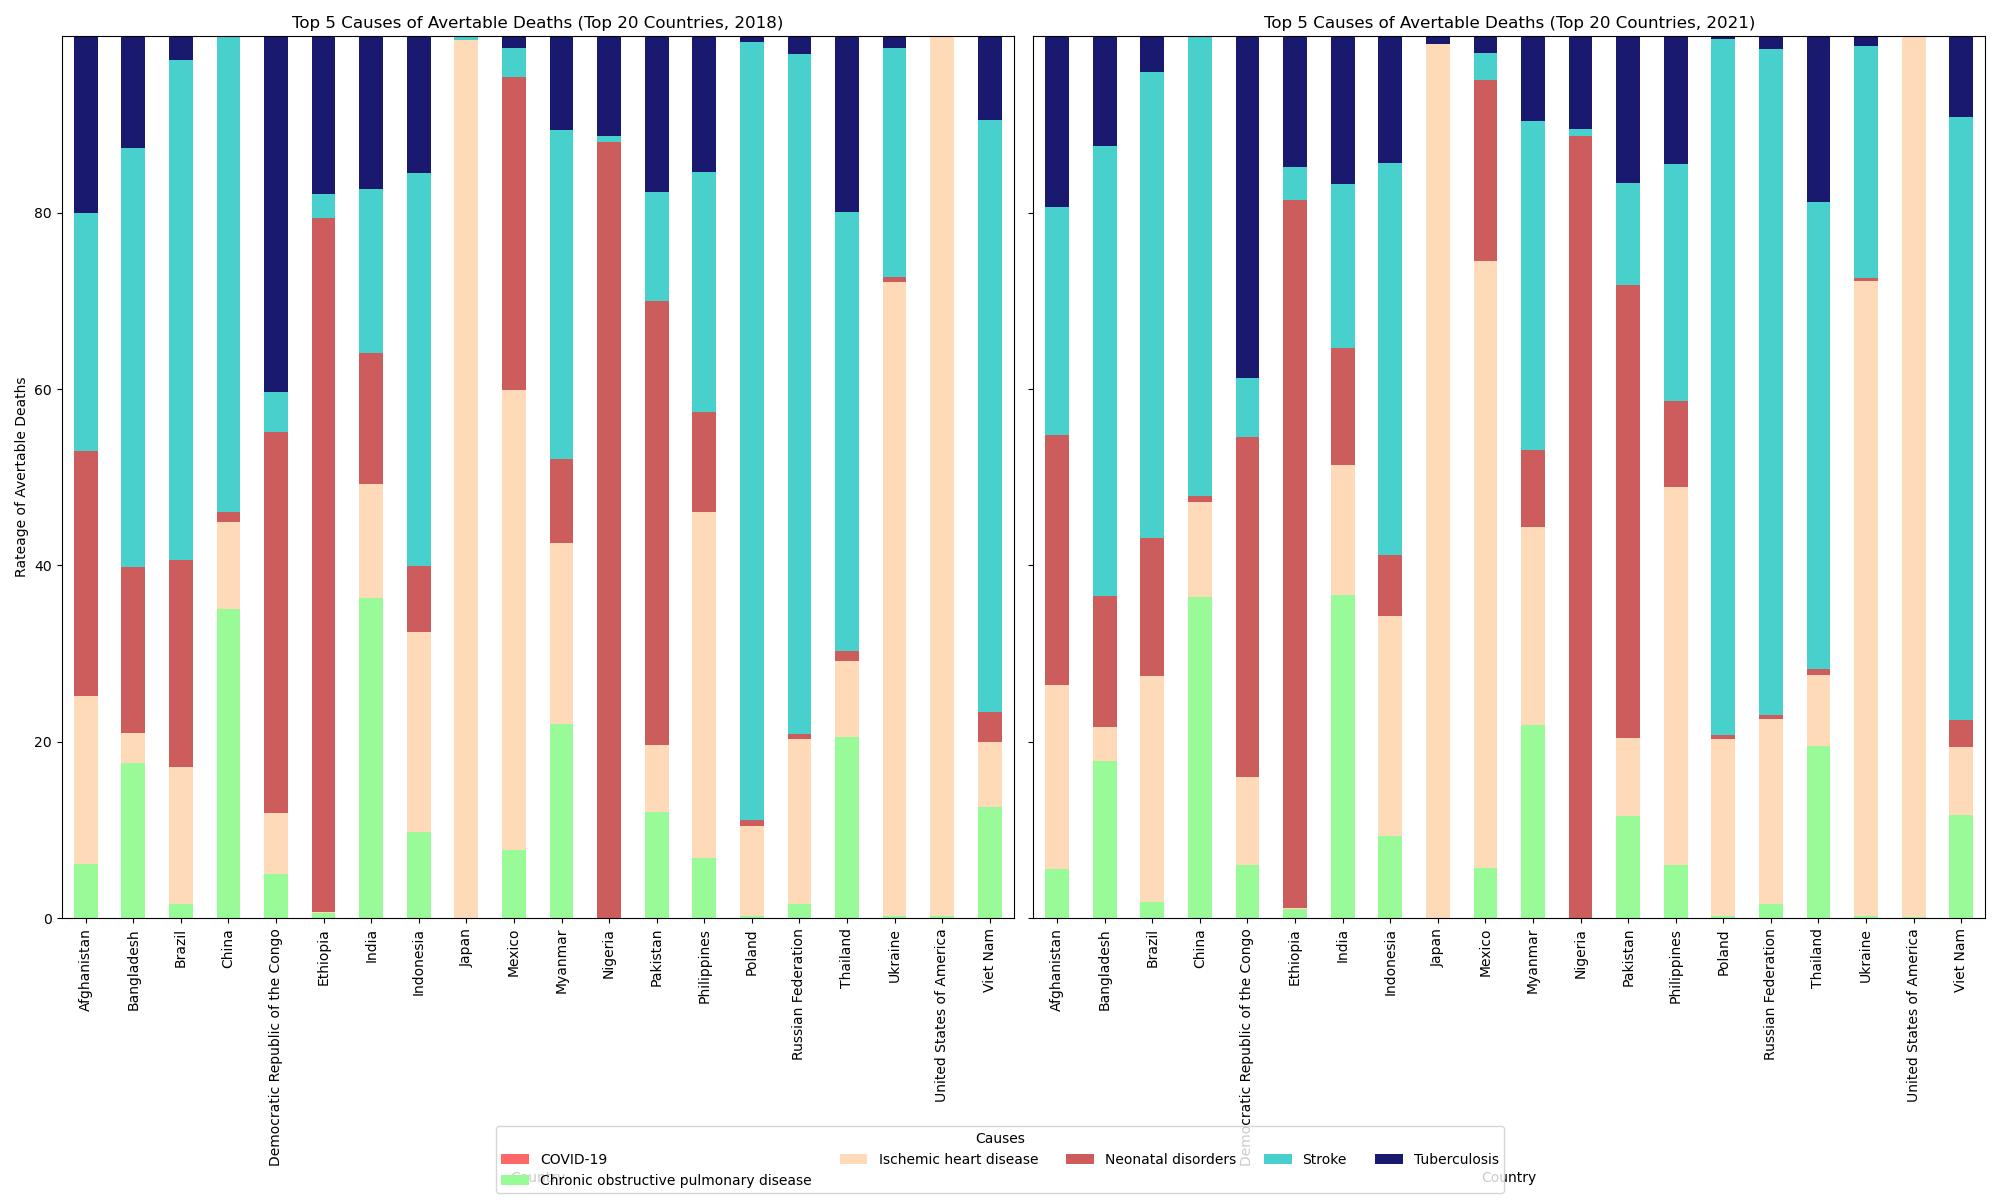 Top 5 Causes of Avertable Deaths (Top 20 Countries, 2018)
Top 5 Causes of Avertable Deaths (Top 20 Countries, 2021)
Rateage of Avertable Deaths
80
60
40
20
0
Afghanistan
Bangladesh
Brazil
China
Democratic Republic of the Congo
Ethiopia
India
Indonesia
Japan
Mexico
Myanmar
Nigeria
Pakistan
Philippines
Poland
Russian Federation
Thailand
Ukraine
United States of America
Viet Nam
Afghanistan
Bangladesh
Brazil
China
Democratic Republic of the Congo
Ethiopia
India
Indonesia
Japan
Mexico
Myanmar
Nigeria
Pakistan
Philippines
Poland
Russian Federation
Thailand
Ukraine
United States of America
Viet Nam
Country
Country
Causes
COVID-19
Chronic obstructive pulmonary disease
Ischemic heart disease
Neonatal disorders
Stroke
Tuberculosis